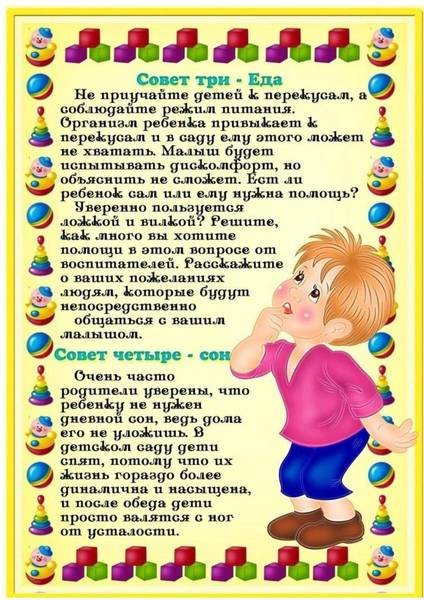 Совет три - Еда
Не приучайте детей к перекусам, а
соблюдайте режим питания.
Организм ребенка привыкает к
перекусам и в саду ему этого может
не хватать. Малыш будет
испытывать дискомфорт, но
объяснить не сможет. Ест ли
ребенок сам или ему нужна помощь?
Уверенно пользуется
ложкой и вилкой? Решите,
как много вы хотите
помощи в этом вопросе от
воспитателей. Расскажите
о ваших пожеланиях
людям, которые будут
непосредственно
общаться с вашим
малышом.
Совет четыре - сон
Очень часто
родители уверены, что
ребенку не нужен
дневной сон, ведь дома
его не уложишь. В
детском саду дети
спят, потому что их
жизнь гораздо более
динамична и насыщена,
и после обеда дети
просто валятся с ног
от усталости.